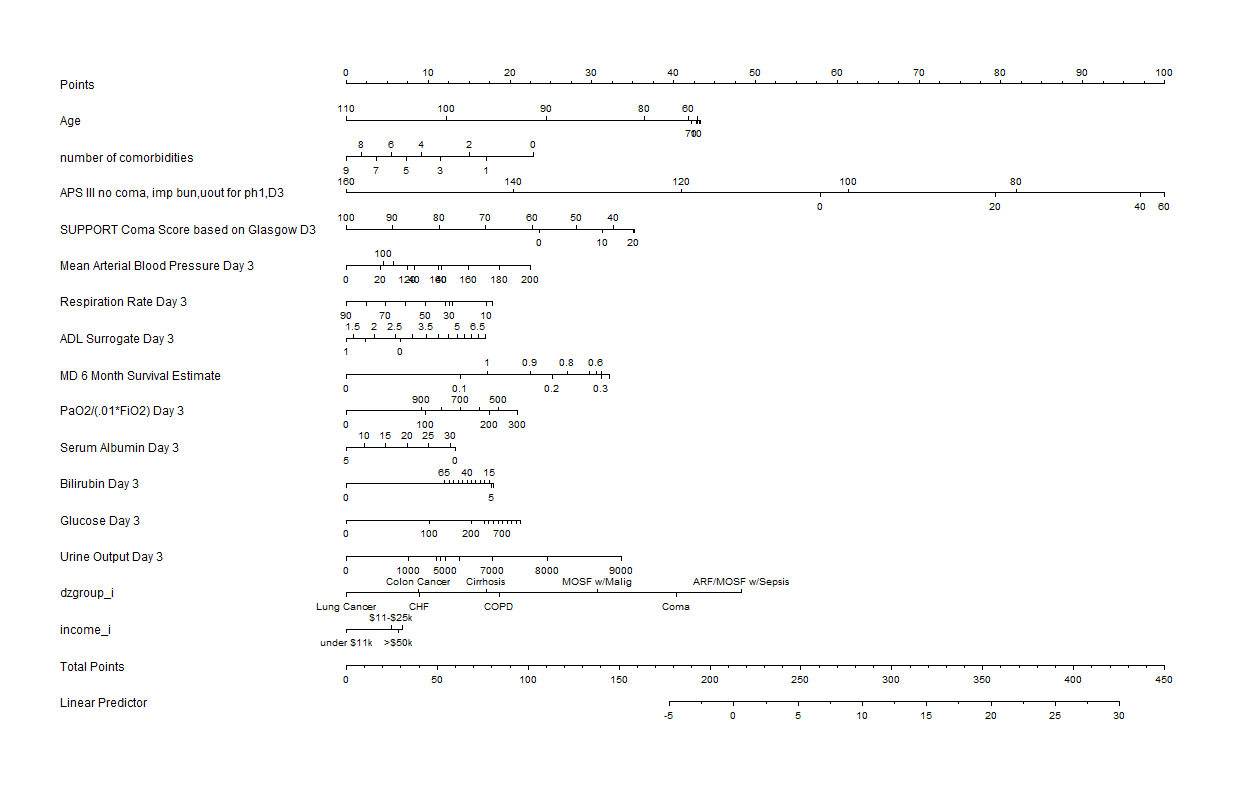 0 10 20 30 40 50 60 70 80 90 100
Points
110 100 90 80 60
Age
8 6 4 2 0
number of comorbidities
9 7 5 3 1
160 140 120 100 80
APS III no coma, imp bun,uout for ph1,D3
0 20 40 60
100 90 80 70 60 50 40
SUPPORT Coma Score based on Glasgow D3
0 10 20
100
Mean Arterial Blood Pressure Day 3
0 20 160 180 200
Respiration Rate Day 3
90 70 50 30 10
1.5 2 2.5 3.5 5 6.5
ADL Surrogate Day 3
1 0
1 0.9 0.8 0.6
MD 6 Month Survival Estimate
0 0.1 0.2 0.3
900 700 500
PaO2/(.01*FiO2) Day 3
0 100 200 300
10 15 20 25 30
Serum Albumin Day 3
5 0
65 40 15
Bilirubin Day 3
0 5
Glucose Day 3
0 100 200 700
Urine Output Day 3
0 1000 5000 7000 8000 9000
Colon Cancer Cirrhosis MOSF w/Malig ARF/MOSF w/Sepsis
dzgroup_i
Lung Cancer CHF COPD Coma
$11-$25k
income_i
under $11k >$50k
Total Points
0 50 100 150 200 250 300 350 400 450
Linear Predictor
-5 0 5 10 15 20 25 30